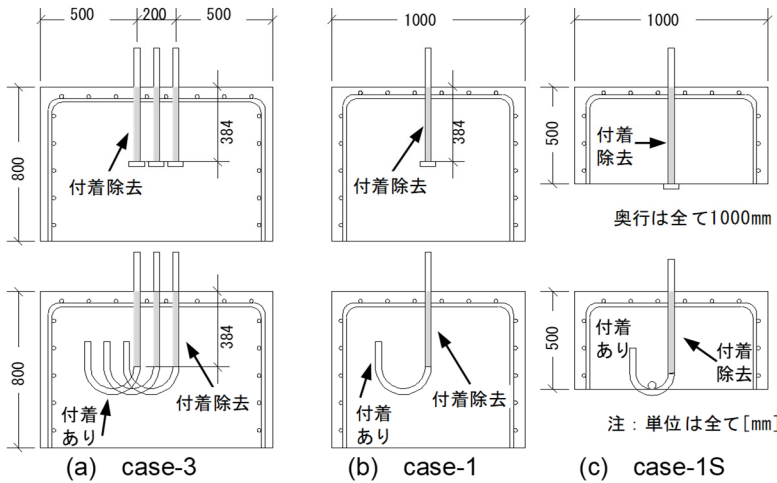 500
200
500
1000
1000
800
384
付着除去
384
付着除去
500
付着
除去
奥行は全て1000mm
800
384
付着
あり
付着除去
付着
あり
付着除去
500
付着
あり
付着
除去
注：単位は全て[mm]
(a) case-3
(b) case-1
(c) case-1S